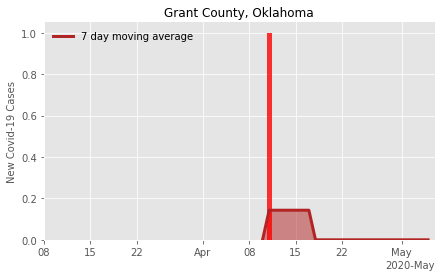 Grant County, Oklahoma
7 day moving average
New Covid-19 Cases
1.0
0.8
0.6
0.4
0.2
0.0
08 15 22 Apr 08 15 22 May
2020-May